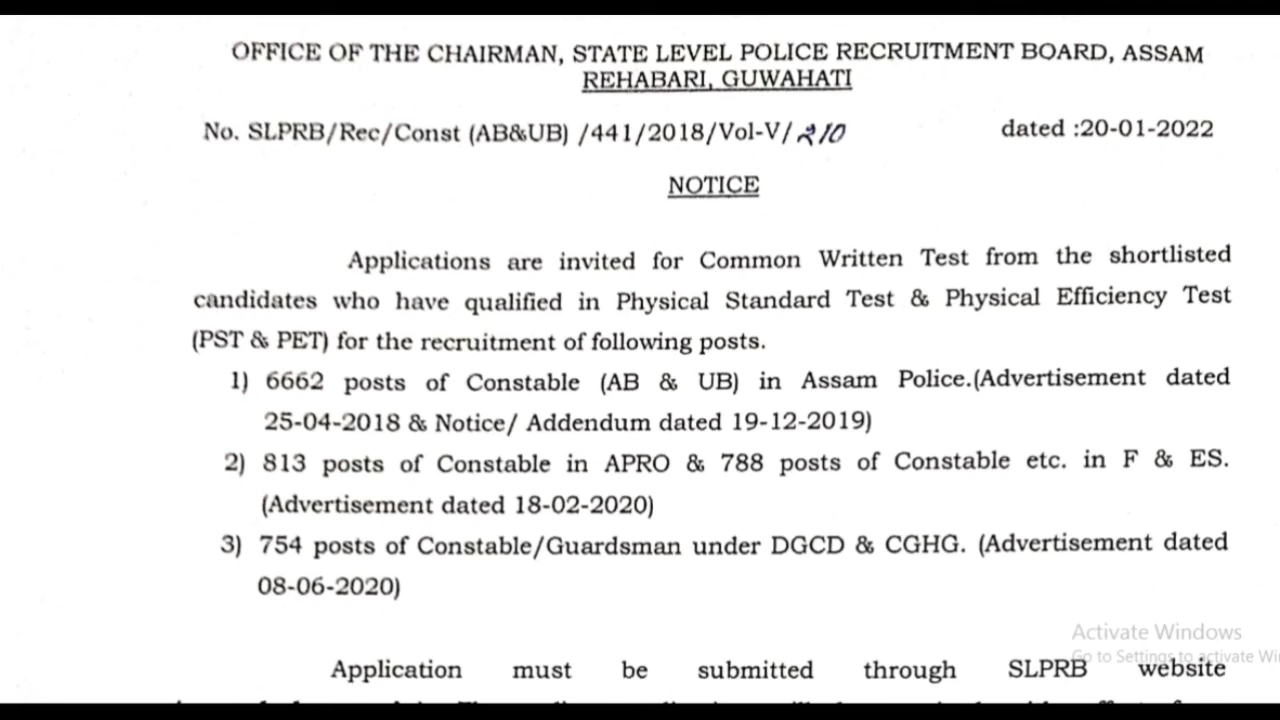 OFFICE OF THE CHAIRMAN, STATE LEVEL POLICE RECRUITMENT BOARD, ASSAM
REHABARI, GUWAHATI
No. SLPRB/Rec/Const (AB&UB) /441/2018/Vol-V/210
dated :20-01-2022
NOTICE
Applications are invited for Common Written Test from the shortlisted
candidates who have qualified in Physical Standard Test & Physical Efficiency Test
(PST & PET) for the recruitment of following posts.
1) 6662 posts of Constable (AB & UB) in Assam Police.(Advertisement dated
25-04-2018 & Notice/ Addendum dated 19-12-2019)
2) 813 posts of Constable in APRO & 788 posts of Constable etc. in F & ES.
(Advertisement dated 18-02-2020)
3) 754 posts of Constable/Guardsman under DGCD & CGHG. (Advertisement dated
08-06-2020)
Activate Windows
Go to Settings to activate Wi
Application must be submitted through SLPRB website